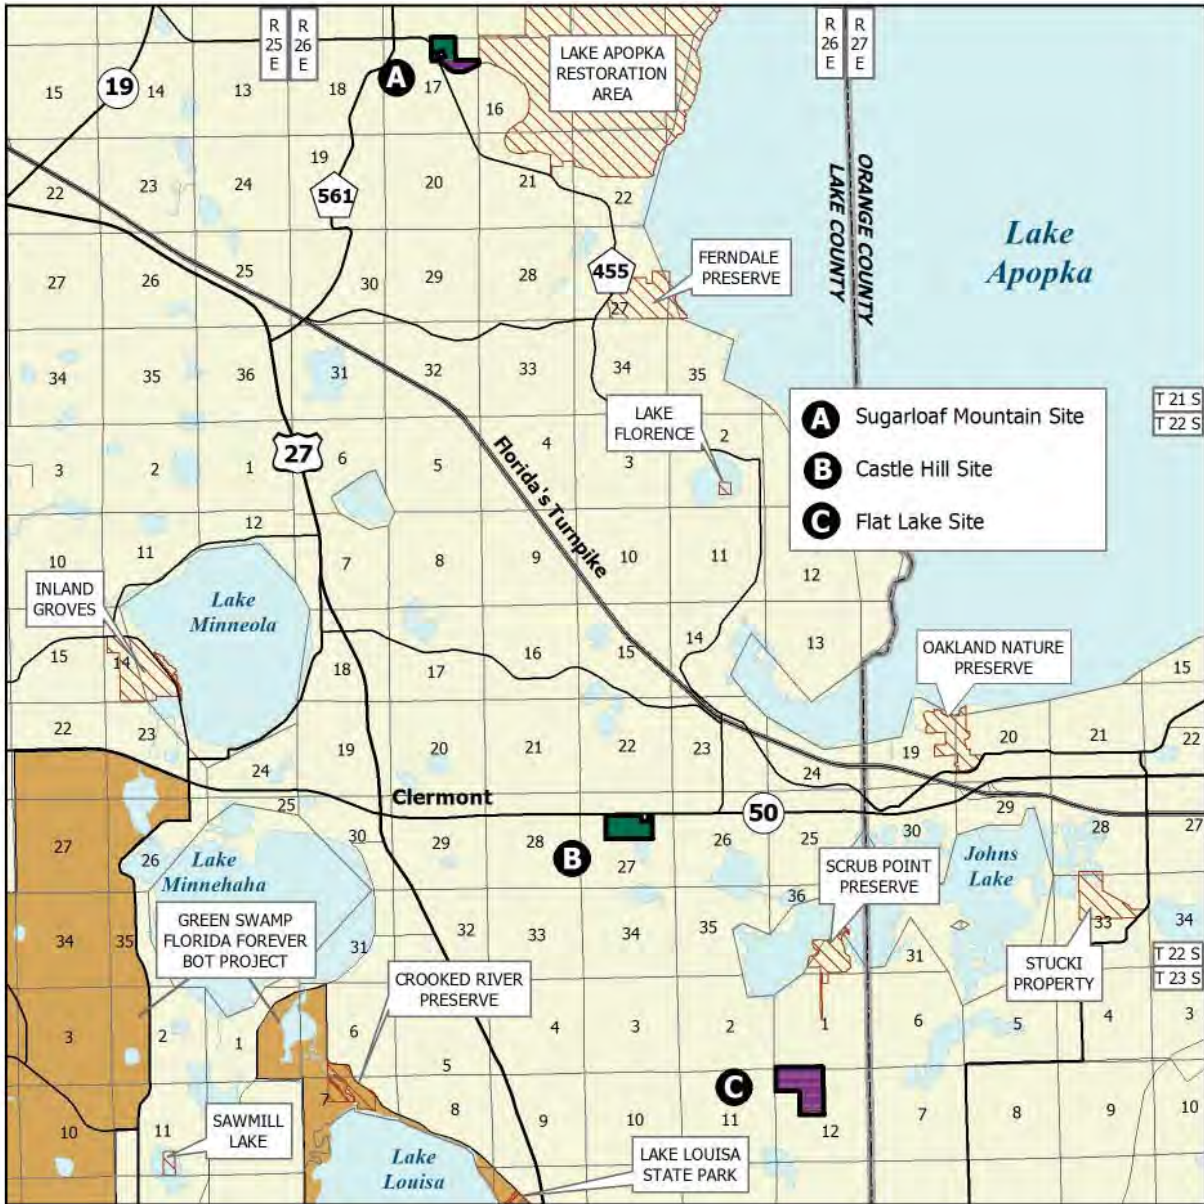 R
25
E
R
26
E
R
26
E
R
27
E
LAKE APOPKA
RESTORATION
AREA
19
A
15
14
13
18
17
16
19
561
22
23
24
20
21
22
ORANGE COUNTY
LAKE COUNTY
Lake
Apopka
455
FERNDALE
PRESERVE
27
26
25
30
29
28
27
34
35
36
31
32
33
34
35
LAKE
FLORENCE
A Sugarloaf Mountain Site
B Castle Hill Site
C Flat Lake Site
T 21 S
T 22 S
27
3
2
1
6
5
4
3
2
Florida's Turnpike
12
10
11
7
8
9
10
11
12
INLAND
GROVES
Lake
Minneola
15
14
18
17
16
15
14
13
OAKLAND NATURE
PRESERVE
15
22
23
24
19
20
21
22
23
24
19
20
21
22
Clermont
50
25
30
29
28
27
26
25
30
29
28
27
B
27
26
Lake
Minnehaha
SCRUB POINT
PRESERVE
Johns
Lake
36
GREEN SWAMP
FLORIDA FOREVER
BOT PROJECT
34
35
31
32
33
34
35
31
33
34
CROOKED RIVER
PRESERVE
STUCKI
PROPERTY
T 22 S
T 23 S
3
2
1
6
5
4
3
2
1
6
5
4
3
C
7
8
9
10
11
12
7
8
9
10
10
11
SAWMILL
LAKE
Lake
Louisa
LAKE LOUISA
STATE PARK